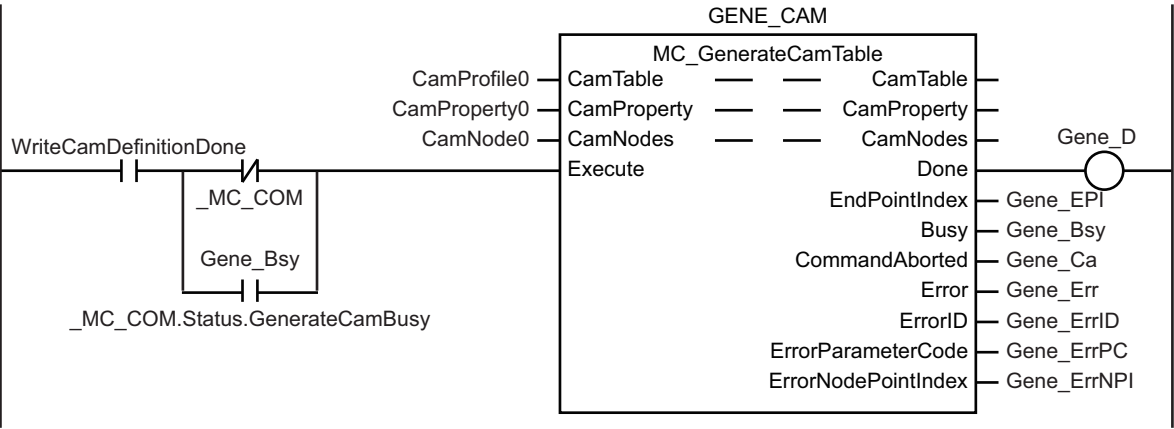 GENE_CAM
MC_GenerateCamTable
CamProfile0 CamTable CamTable
CamProperty0 CamProperty CamProperty
CamNode0 CamNodes CamNodes
WriteCamDefinitionDone Gene_D
Execute Done
_MC_COM
EndPointIndex Gene_EPI
Busy Gene_Bsy
Gene_Bsy
CommandAborted Gene_Ca
Error Gene_Err
_MC_COM.Status.GenerateCamBusy
ErrorID Gene_ErrID
ErrorParameterCode Gene_ErrPC
ErrorNodePointIndex Gene_ErrNPI